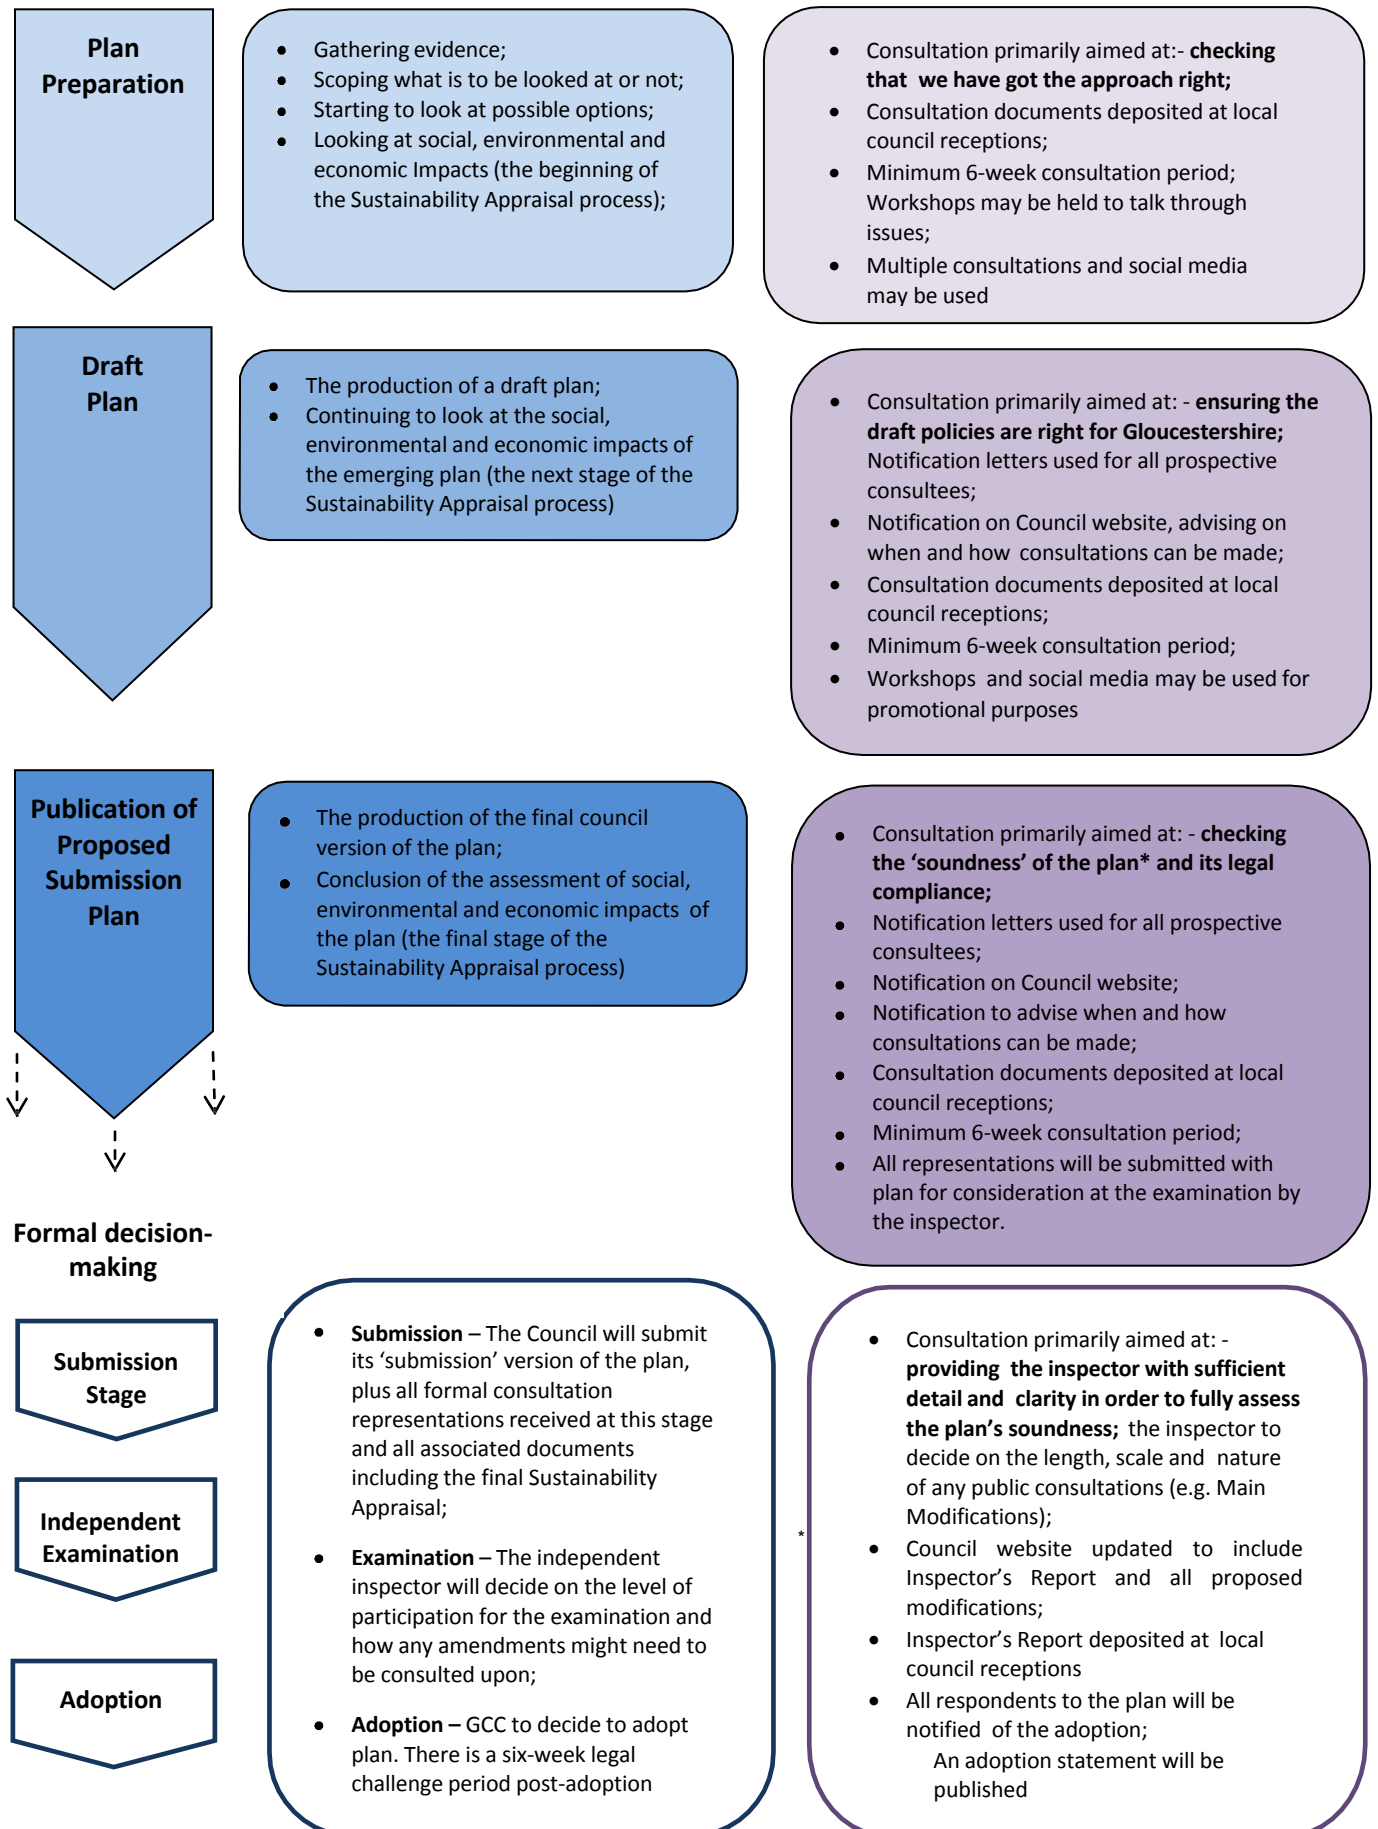 Plan
Preparation
• Gathering evidence;
• Scoping what is to be looked at or not;
• Starting to look at possible options;
• Looking at social, environmental and
economic Impacts (the beginning of
the Sustainability Appraisal process);
• Consultation primarily aimed at:- checking
that we have got the approach right;
• Consultation documents deposited at local
council receptions;
• Minimum 6-week consultation period;
Workshops may be held to talk through
issues;
• Multiple consultations and social media
may be used
Draft
Plan
• The production of a draft plan;
• Continuing to look at the social,
environmental and economic impacts of
the emerging plan (the next stage of the
Sustainability Appraisal process)
• Consultation primarily aimed at: - ensuring the
draft policies are right for Gloucestershire;
Notification letters used for all prospective
consultees;
• Notification on Council website, advising on
when and how consultations can be made;
• Consultation documents deposited at local
council receptions;
• Minimum 6-week consultation period;
• Workshops and social media may be used for
promotional purposes
Publication of
Proposed
Submission
Plan
• The production of the final council
version of the plan;
• Conclusion of the assessment of social,
environmental and economic impacts of
the plan (the final stage of the
Sustainability Appraisal process)
• Consultation primarily aimed at: - checking
the ‘soundness’ of the plan* and its legal
compliance;
• Notification letters used for all prospective
consultees;
• Notification on Council website;
• Notification to advise when and how
consultations can be made;
• Consultation documents deposited at local
council receptions;
• Minimum 6-week consultation period;
• All representations will be submitted with
plan for consideration at the examination by
the inspector.
Formal decision-
making
Submission
Stage
Independent
Examination
Adoption
• Submission – The Council will submit
its ‘submission’ version of the plan,
plus all formal consultation
representations received at this stage
and all associated documents
including the final Sustainability
Appraisal;
• Examination – The independent
inspector will decide on the level of
participation for the examination and
how any amendments might need to
be consulted upon;
• Adoption – GCC to decide to adopt
plan. There is a six-week legal
challenge period post-adoption
*
• Consultation primarily aimed at: -
providing the inspector with sufficient
detail and clarity in order to fully assess
the plan’s soundness; the inspector to
decide on the length, scale and nature
of any public consultations (e.g. Main
Modifications);
• Council website updated to include
Inspector’s Report and all proposed
modifications;
• Inspector’s Report deposited at local
council receptions
• All respondents to the plan will be
notified of the adoption;
An adoption statement will be
published